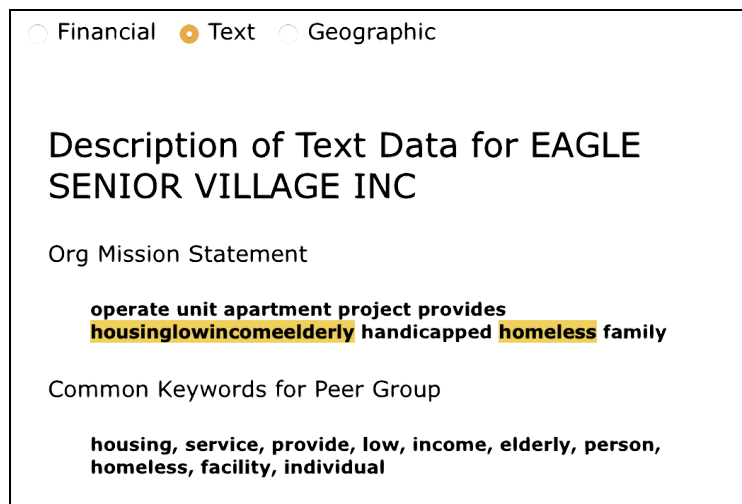 Financial Text Geographic
Description of Text Data for EAGLE
SENIOR VILLAGE INC
Org Mission Statement
operate unit apartment project provides
housinglowincomeelderly handicapped homeless family
Common Keywords for Peer Group
housing, service, provide, low, income, elderly, person,
homeless, facility, individual